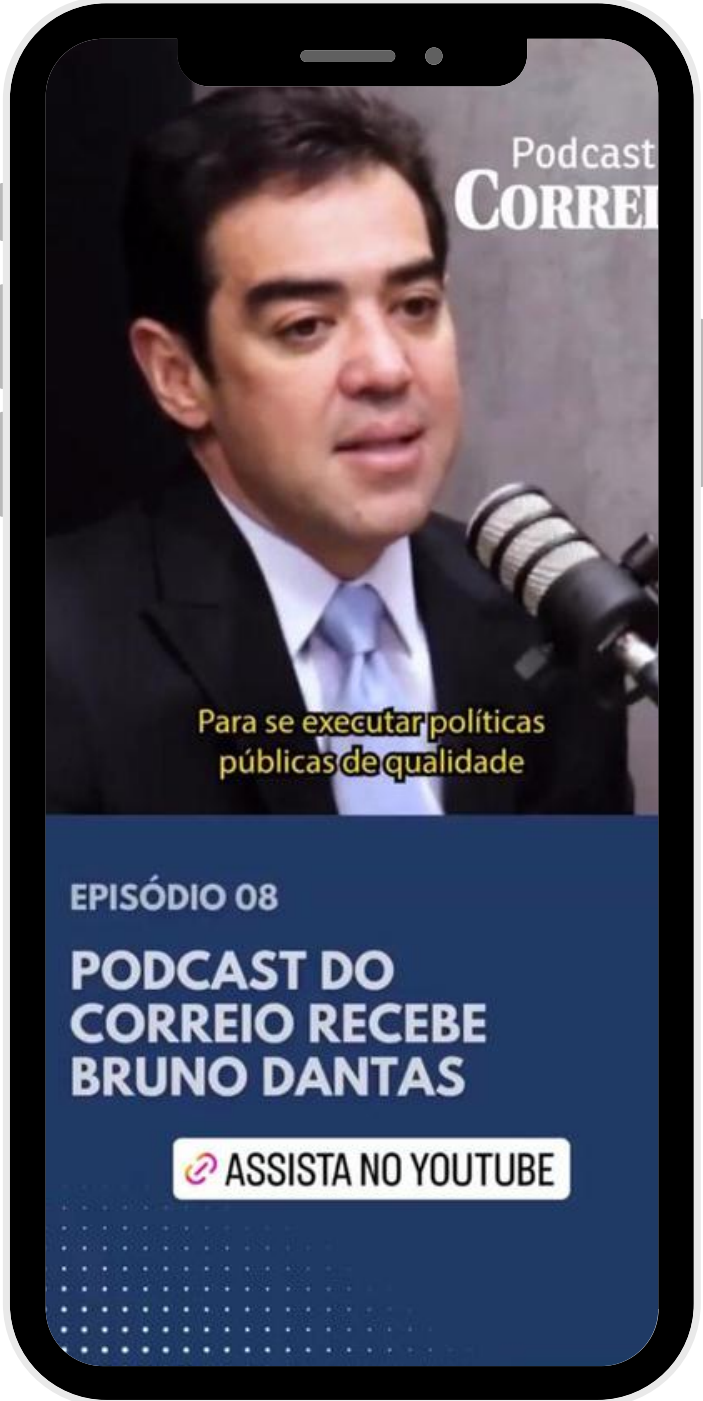 Podcast
CORREI
Para se executar políticas
públicas de qualidade
EPISÓDIO 08
PODCAST DO
CORREIO RECEBE
BRUNO DANTAS
ASSISTA NO YOUTUBE